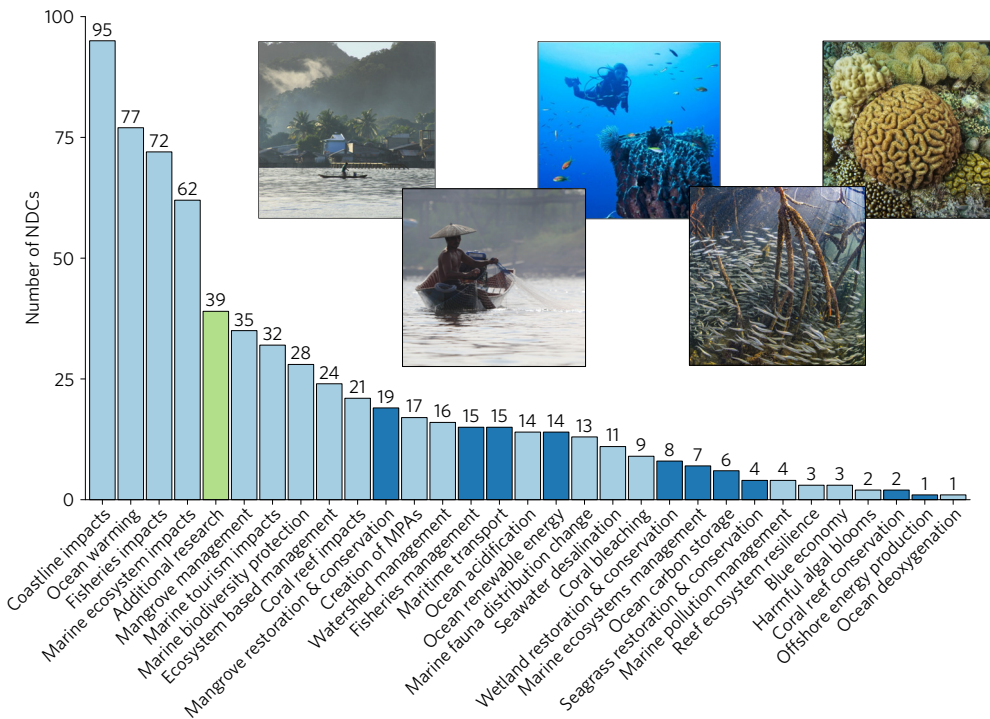 100
75
50
25
0
Number of NDCs
95
77
72
62
39
35
32
28
24
21
19
17
16
15
15
14
14
13
11
9
8
7
6
4
4
3
3
2
2
1
1
Coastline impacts
Ocean warming
Fisheries impacts
Marine ecosystem impacts
Additional research
Mangrove management
Marine tourism impacts
Marine biodiversity protection
Ecosystem based management
Coral reef impacts
Mangrove restoration & conservation
Creation of MPAs
Watershed management
Fisheries management
Maritime transport
Ocean acidification
Ocean renewable energy
Marine fauna distribution change
Seawater desalination
Coral bleaching
Wetland restoration & conservation
Marine ecosystems management
Ocean carbon storage
Seagrass restoration & conservation
Marine pollution management
Reef ecosystem resilience
Blue economy
Harmful algal blooms
Coral reef conservation
Offshore energy production
Ocean deoxygenation